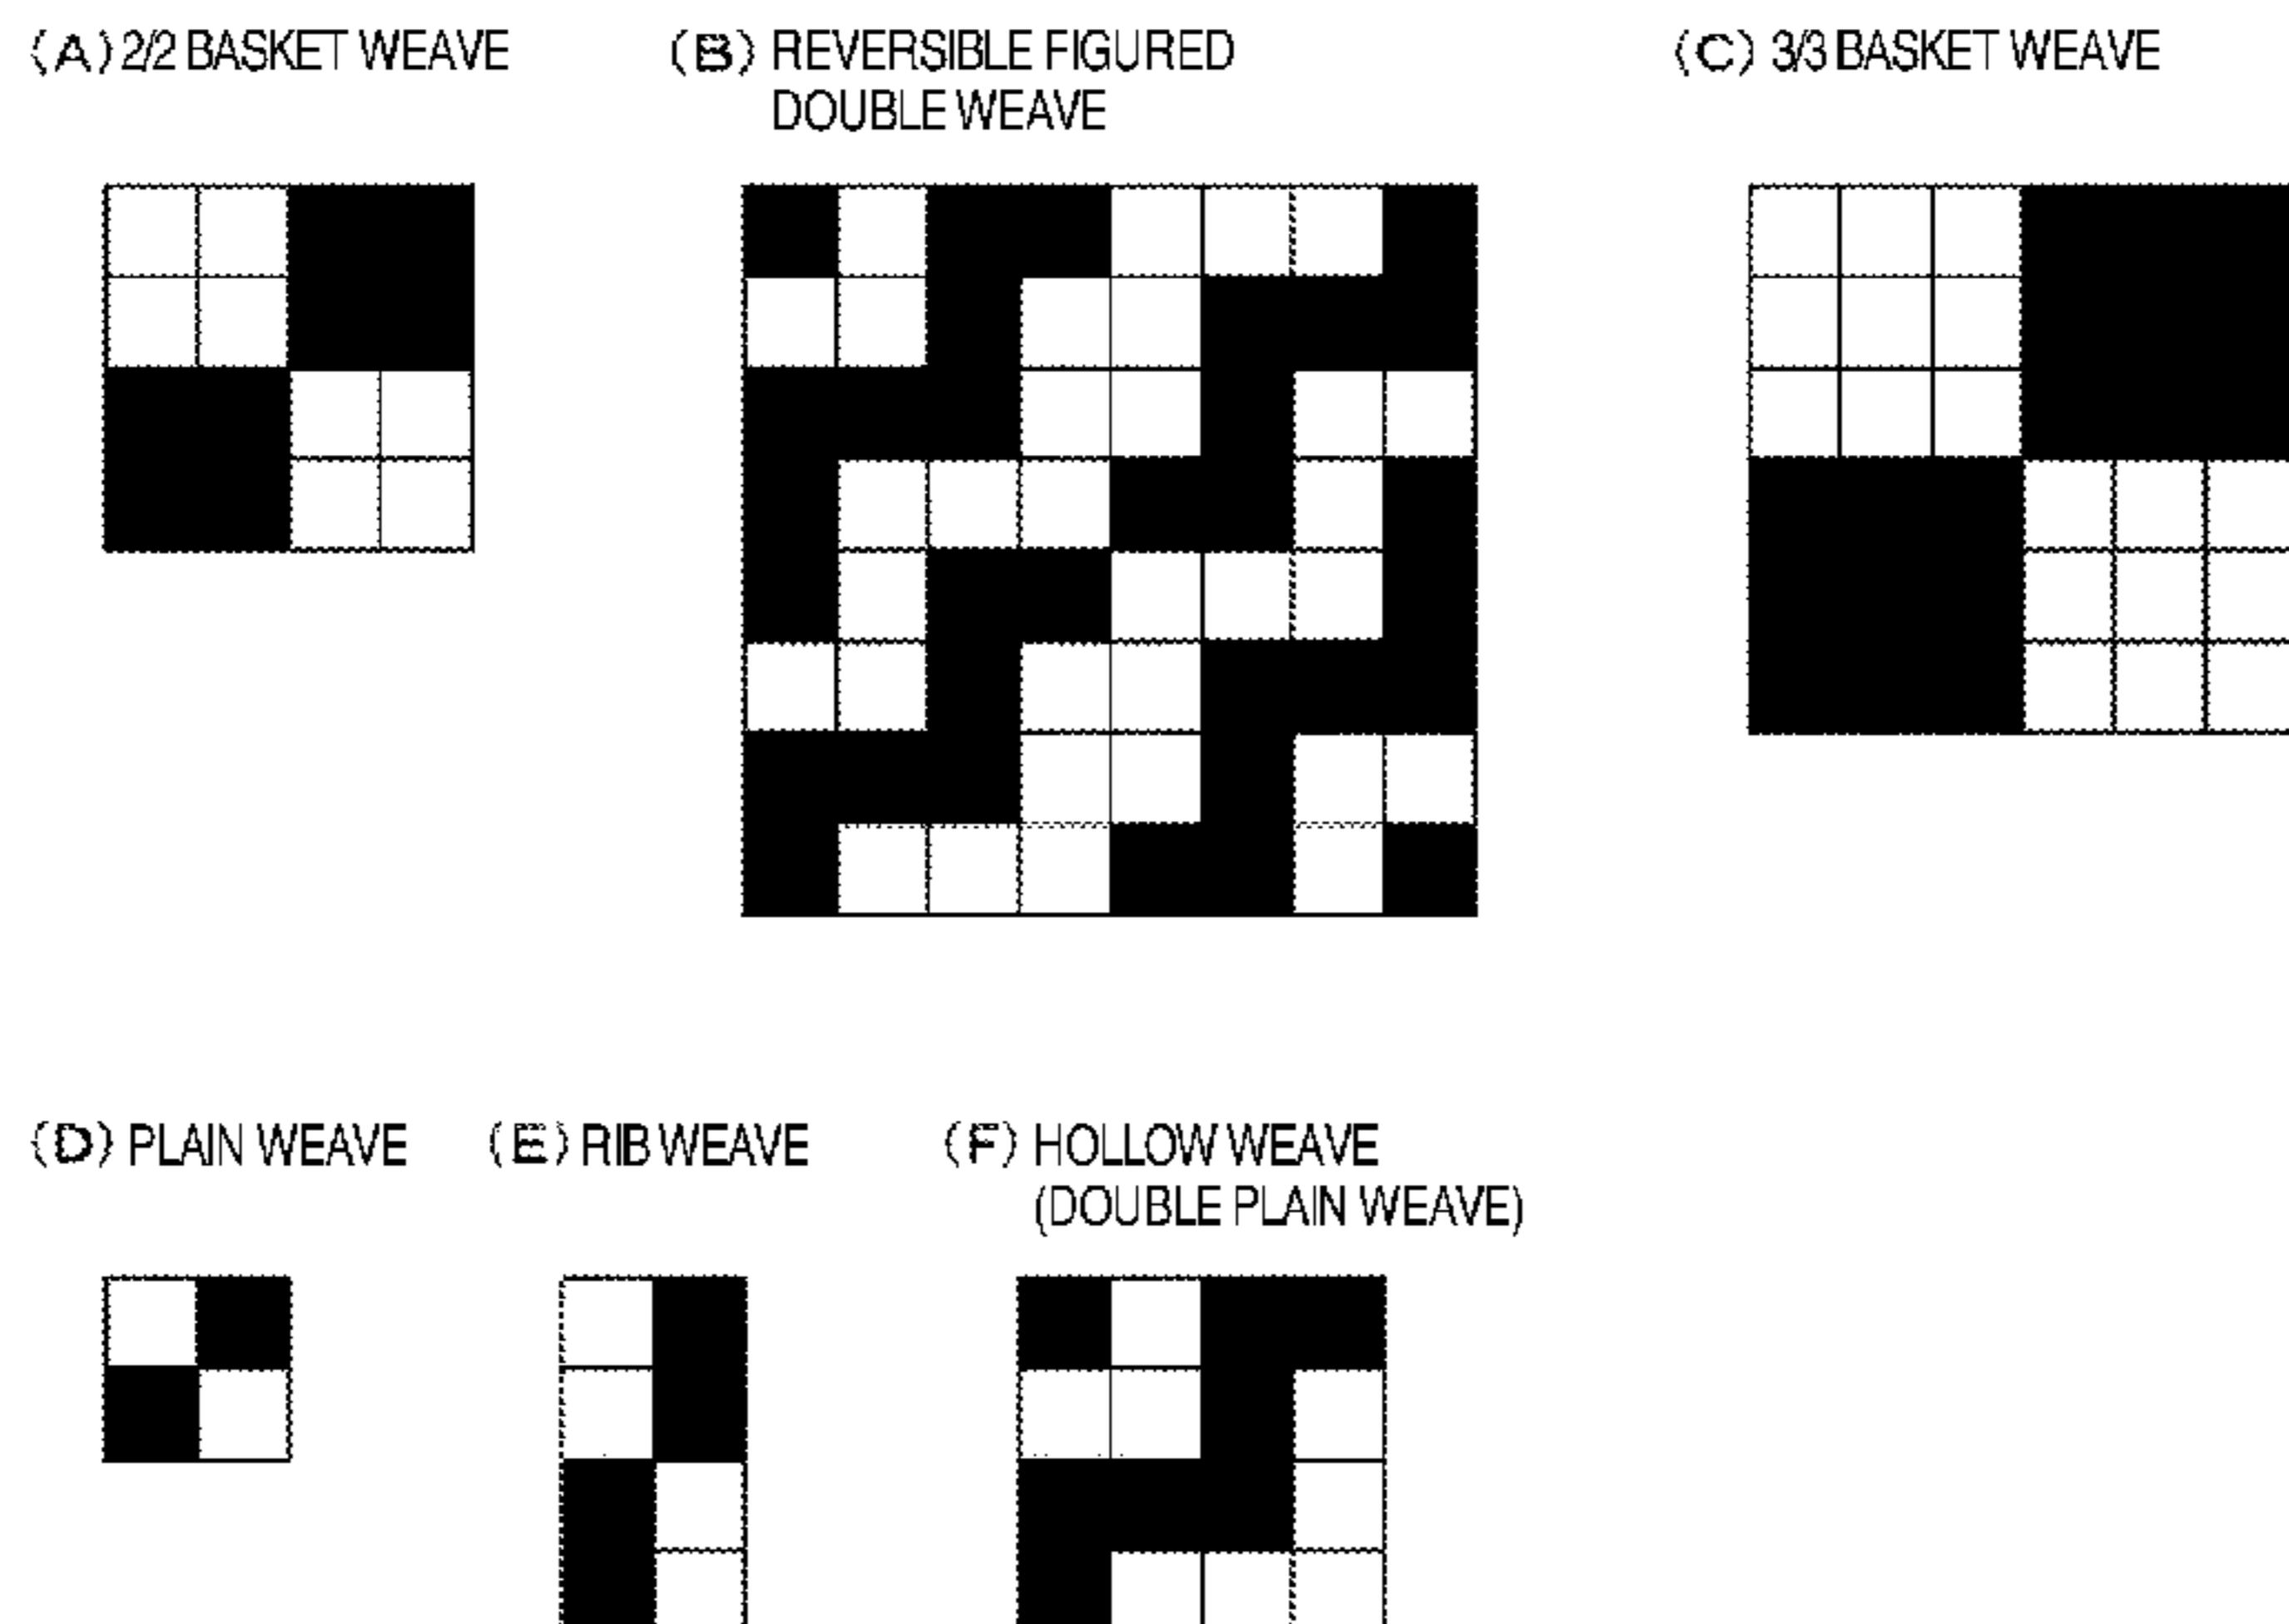 (A) 2/2 BASKET WEAVE
(B) REVERSIBLE FIGURED
DOUBLE WEAVE
(C) 3/3 BASKET WEAVE
(D) PLAIN WEAVE
(E) RIB WEAVE
(F) HOLLOW WEAVE
(DOUBLE PLAIN WEAVE)